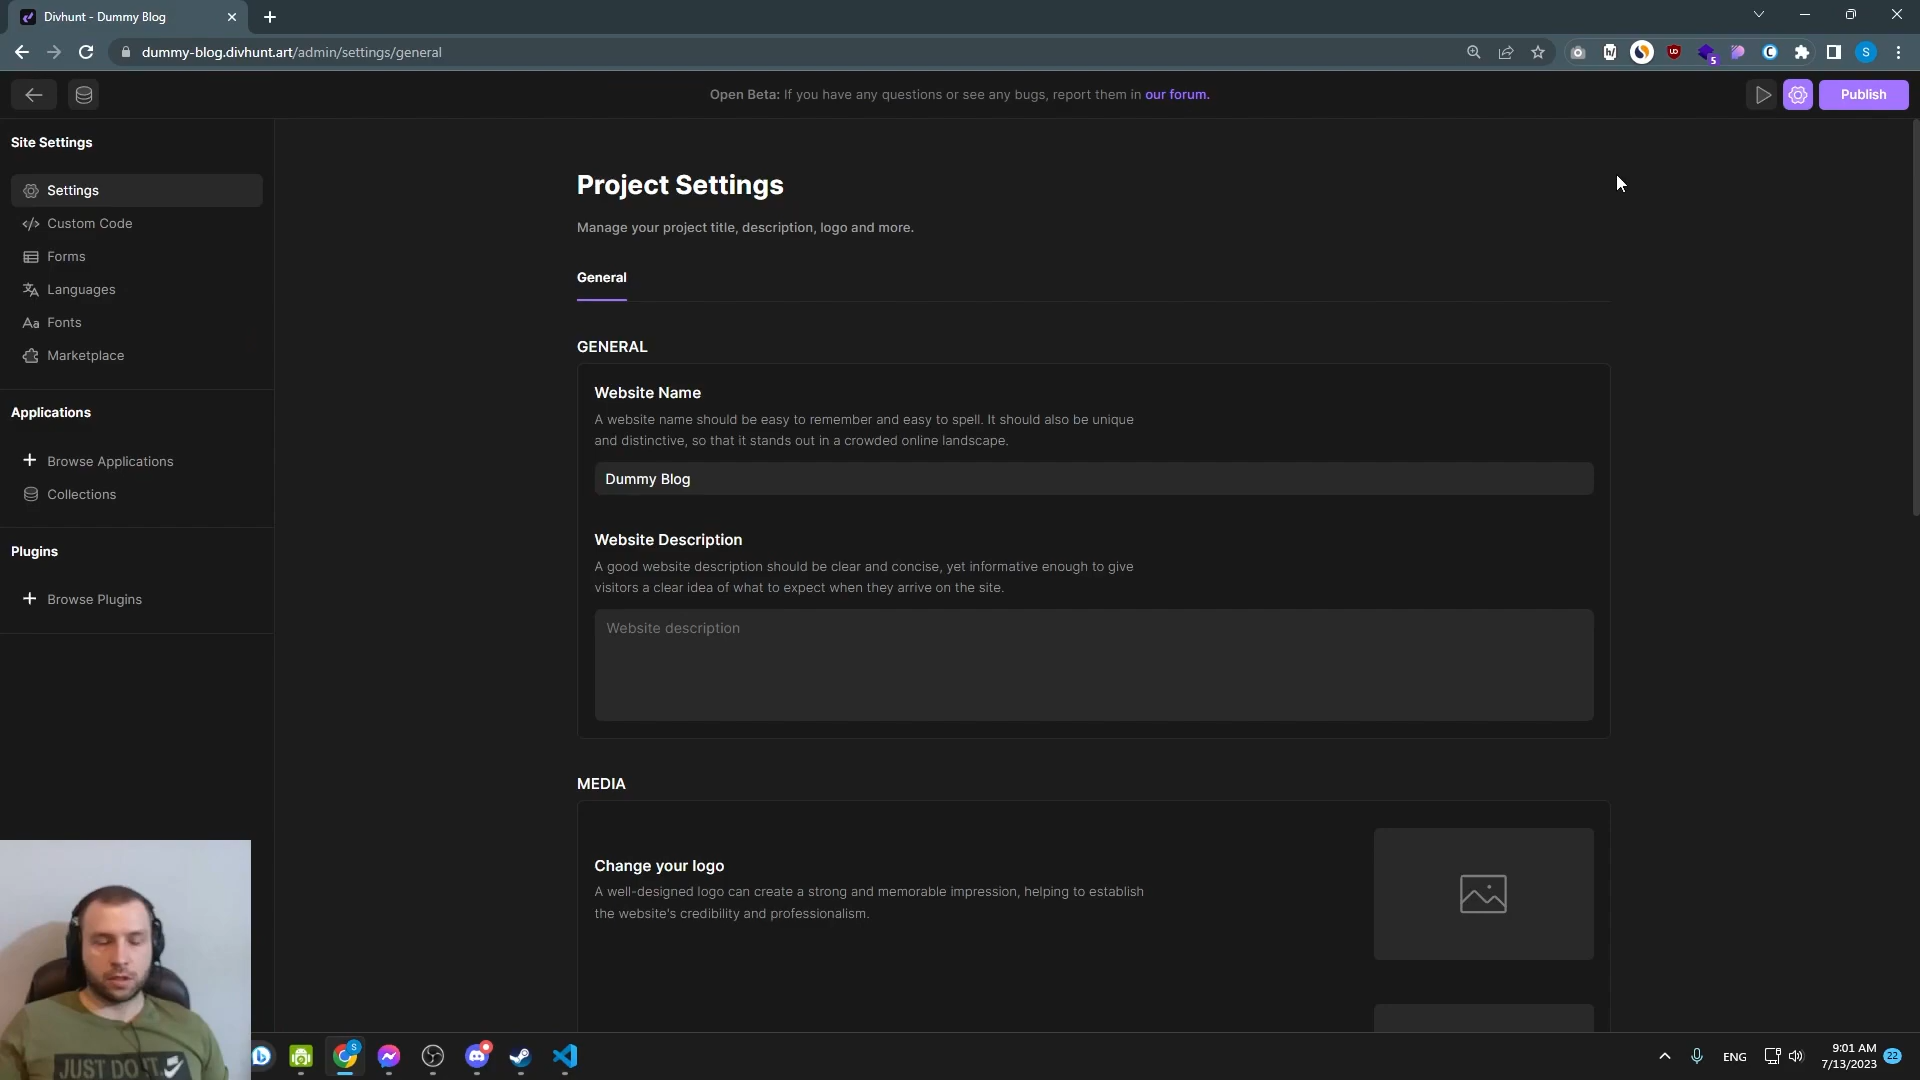 Divhunt - Dummy Blog
dummy-blog.divhunt.art/admin/settings/general
5
S
Open Beta: If you have any questions or see any bugs, report them in our forum.
Publish
Site Settings
Settings
Custom Code
Forms
Languages
Aa Fonts
Marketplace
Applications
Browse Applications
Collections
Plugins
Browse Plugins
Project Settings
Manage your project title, description, logo and more.
General
GENERAL
Website Name
A website name should be easy to remember and easy to spell. It should also be unique
and distinctive, so that it stands out in a crowded online landscape.
Dummy Blog
Website Description
A good website description should be clear and concise, yet informative enough to give
visitors a clear idea of what to expect when they arrive on the site.
Website description
MEDIA
Change your logo
A well-designed logo can create a strong and memorable impression, helping to establish
the website's credibility and professionalism.
JUST DO IT.
S
ENG
9:01 AM
7/13/2023
22